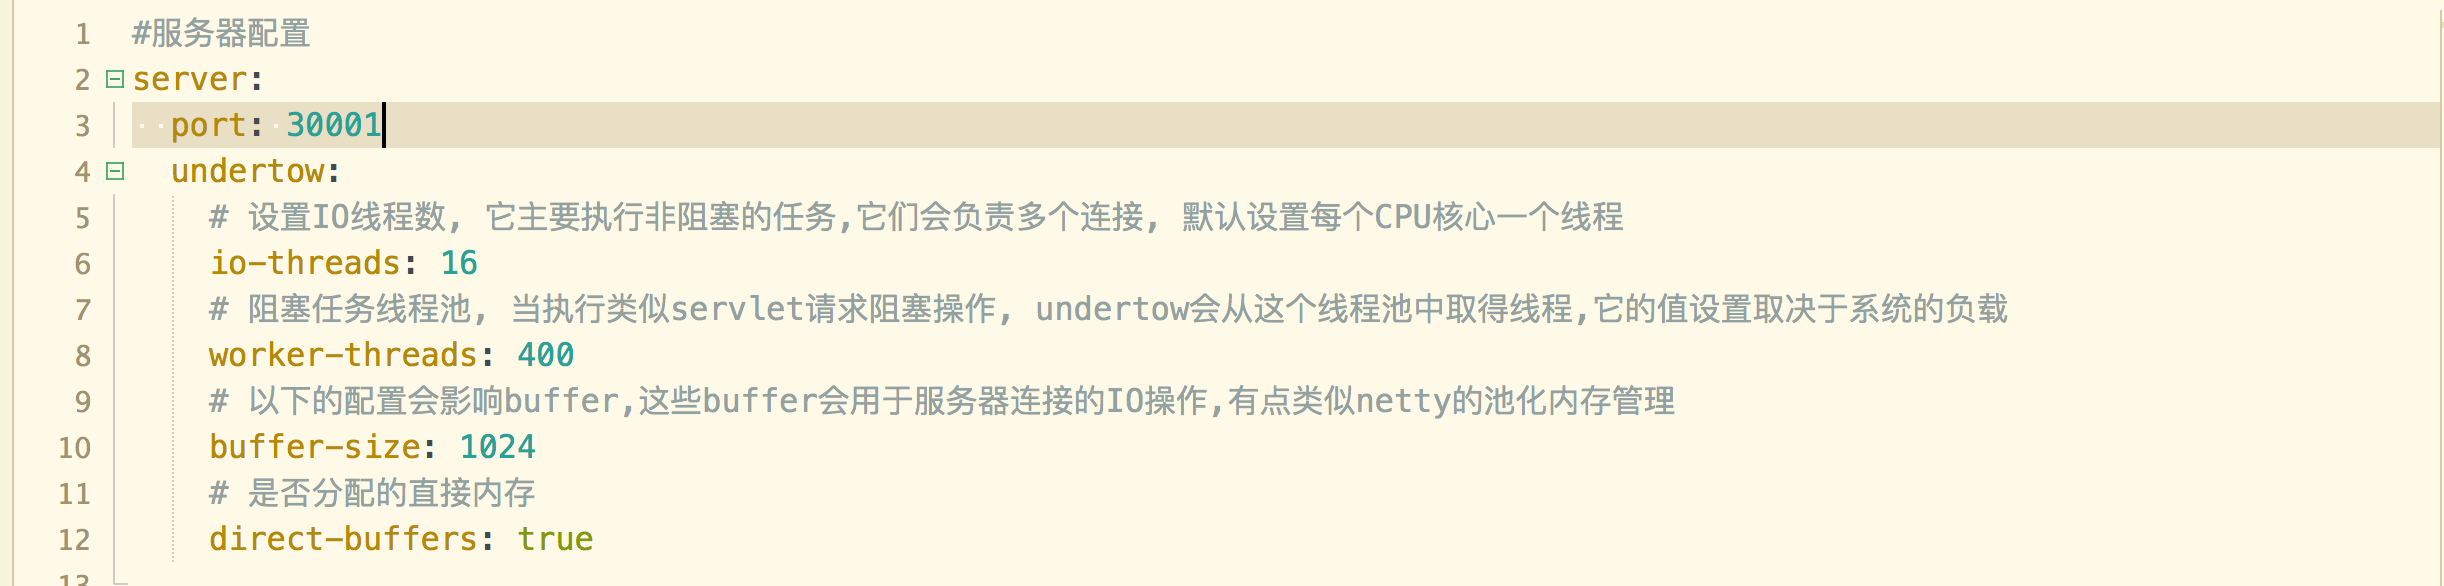 1 #服务器配置
2 server:
3 port: 30001
4 undertow:
5 # 设置IO线程数, 它主要执行非阻塞的任务,它们会负责多个连接, 默认设置每个CPU核心一个线程
6 io-threads: 16
7 # 阻塞任务线程池, 当执行类似servlet请求阻塞操作, undertow会从这个线程池中取得线程,它的值设置取决于系统的负载
8 worker-threads: 400
9 # 以下的配置会影响buffer,这些buffer会用于服务器连接的IO操作,有点类似netty的池化内存管理
10 buffer-size: 1024
11 # 是否分配的直接内存
12 direct-buffers: true
13